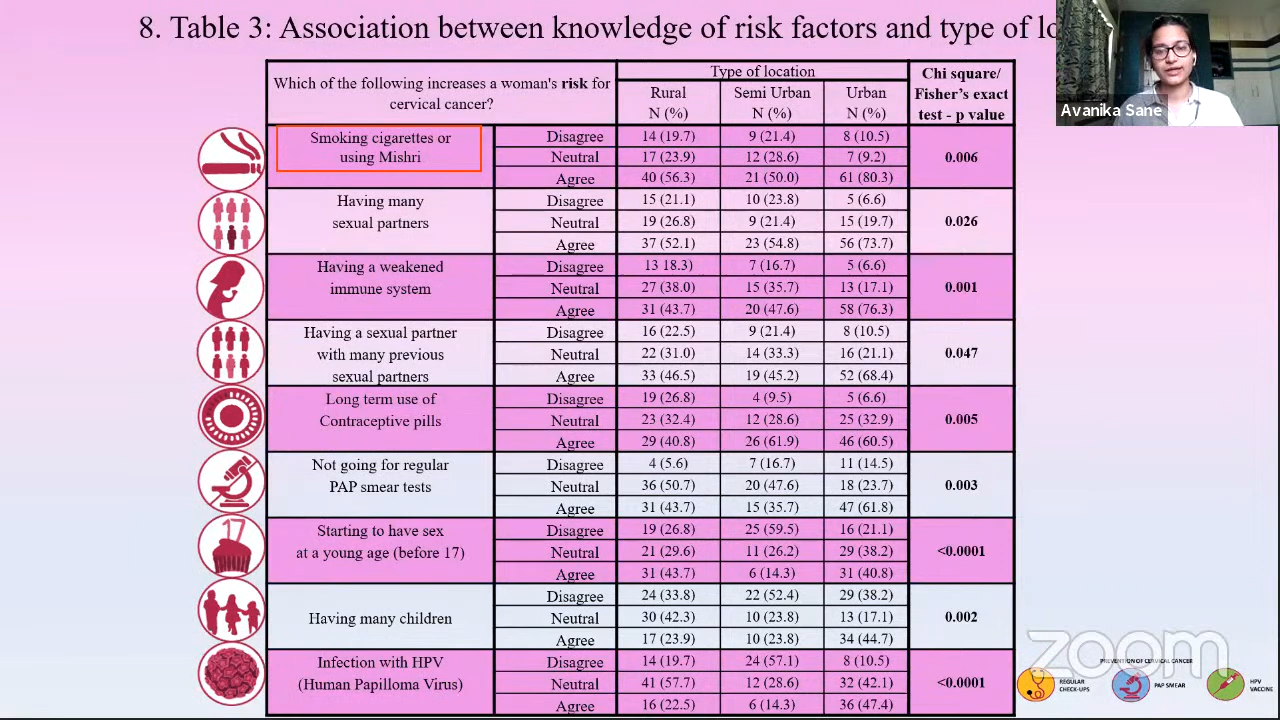 8. Table 3: Association between knowledge of risk factors and type of
Avanika Sane
Which of the following increases a woman's risk for cervical cancer?
Type of location
Chi square/ Fisher's exact test - p value
Rural N (%)
Semi Urban N (%)
Urban N (%)
Smoking cigarettes or using Mishri
Disagree 14 (19.7) 9 (21.4) 8 (10.5)
Neutral 17 (23.9) 12 (28.6) 7 (9.2)
Agree 40 (56.3) 21 (50.0) 61 (80.3)
0.006
Having many sexual partners
Disagree 15 (21.1) 10 (23.8) 5 (6.6)
Neutral 19 (26.8) 9 (21.4) 15 (19.7)
Agree 37 (52.1) 23 (54.8) 56 (73.7)
0.026
Having a weakened immune system
Disagree 13 18.3) 7 (16.7) 5 (6.6)
Neutral 27 (38.0) 15 (35.7) 13 (17.1)
Agree 31 (43.7) 20 (47.6) 58 (76.3)
0.001
Having a sexual partner with many previous sexual partners
Disagree 16 (22.5) 9 (21.4) 8 (10.5)
Neutral 22 (31.0) 14 (33.3) 16 (21.1)
Agree 33 (46.5) 19 (45.2) 52 (68.4)
0.047
Long term use of Contraceptive pills
Disagree 19 (26.8) 4 (9.5) 5 (6.6)
Neutral 23 (32.4) 12 (28.6) 25 (32.9)
Agree 29 (40.8) 26 (61.9) 46 (60.5)
0.005
Not going for regular PAP smear tests
Disagree 4 (5.6) 7 (16.7) 11 (14.5)
Neutral 36 (50.7) 20 (47.6) 18 (23.7)
Agree 31 (43.7) 15 (35.7) 47 (61.8)
0.003
17
Starting to have sex at a young age (before 17)
Disagree 19 (26.8) 25 (59.5) 16 (21.1)
Neutral 21 (29.6) 11 (26.2) 29 (38.2)
Agree 31 (43.7) 6 (14.3) 31 (40.8)
<0.0001
Having many children
Disagree 24 (33.8) 22 (52.4) 29 (38.2)
Neutral 30 (42.3) 10 (23.8) 13 (17.1)
Agree 17 (23.9) 10 (23.8) 34 (44.7)
0.002
Infection with HPV (Human Papilloma Virus)
Disagree 14 (19.7) 24 (57.1) 8 (10.5)
Neutral 41 (57.7) 12 (28.6) 32 (42.1)
Agree 16 (22.5) 6 (14.3) 36 (47.4)
<0.0001
zoom
PREVENTION OF CERVICAL CANCER
REGULAR CHECK-UPS
PAP SMEAR
HPV VACCINE